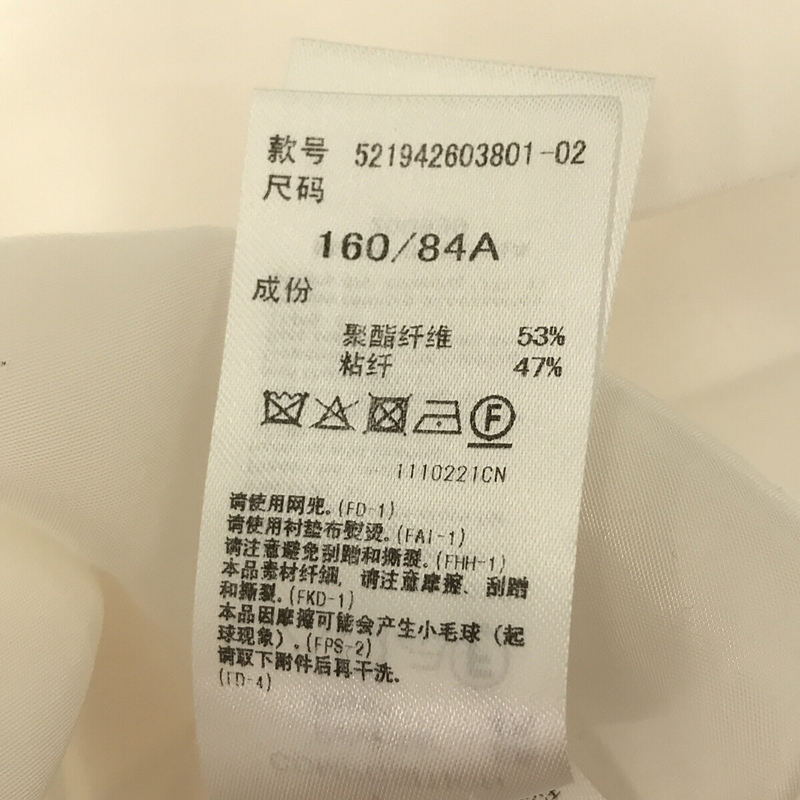 款号 521942603801-02
尺码
160/84A
成份
聚酯纤维 53%
粘纤 47%
F
1110221CN
请使用网兜。(FD-1)
请使用衬垫布熨烫。(FAI-1)
请注意避免刮蹭和撕裂。(FHH-1)
本品素材纤细, 请注意摩擦、刮蹭
和撕裂。(FKD-1)
本品因摩擦可能会产生小毛球（起
球现象）。(FPS-2)
请取下附件后再干洗。
(FD-4)